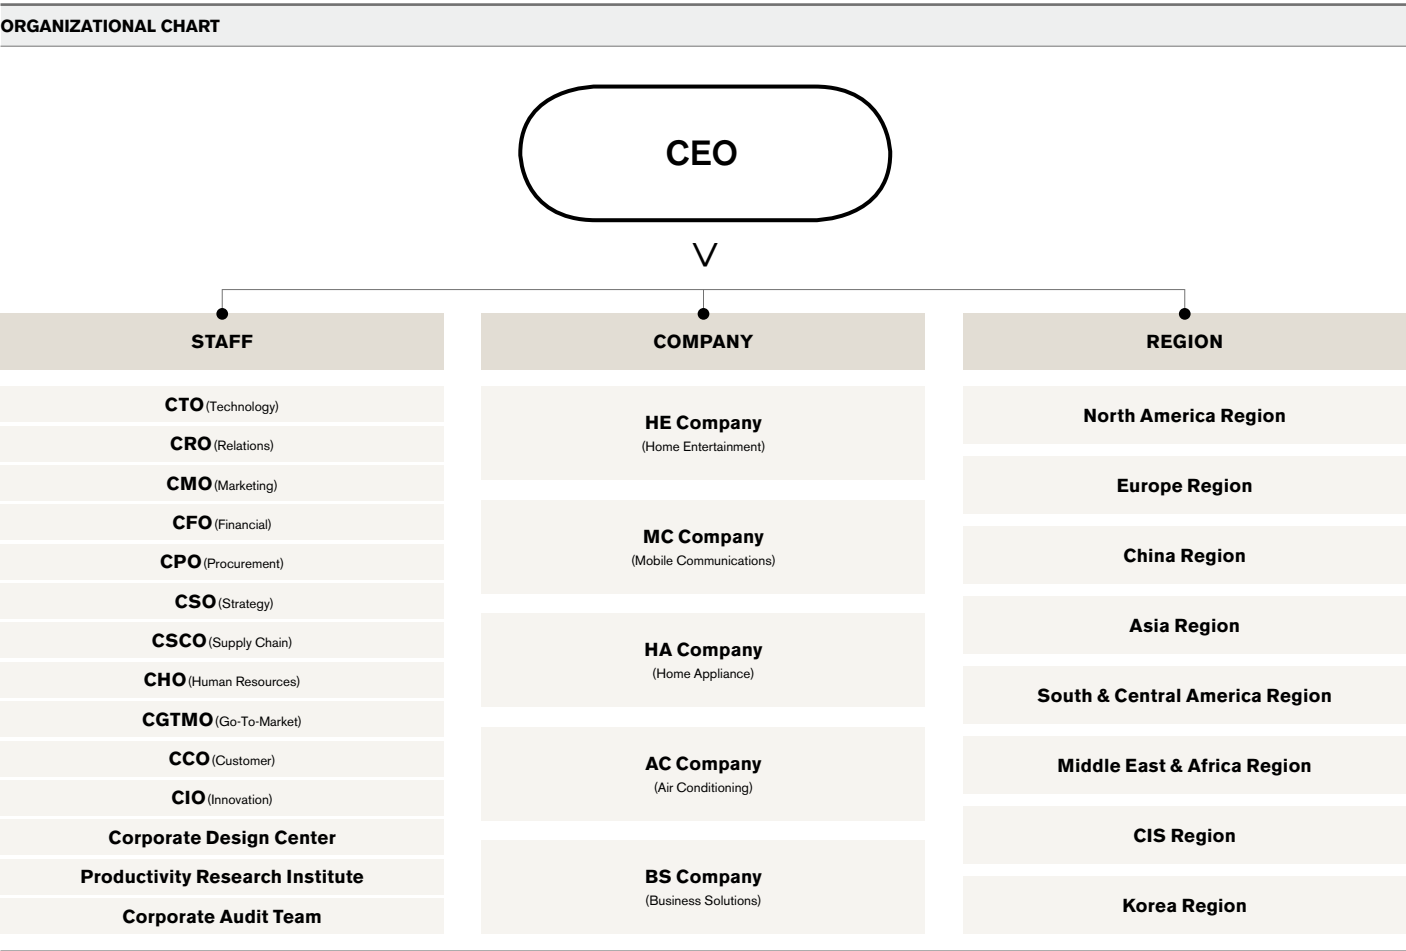 ORGANIZATIONAL CHART
CEO
STAFF
CTO (Technology)
CRO (Relations)
CMO (Marketing)
CFO (Financial)
CPO (Procurement)
CSO (Strategy)
CSCO (Supply Chain)
CHO (Human Resources)
CGTMO (Go-To-Market)
CCO (Customer)
CIO (Innovation)
Corporate Design Center
Productivity Research Institute
Corporate Audit Team
COMPANY
HE Company
(Home Entertainment)
MC Company
(Mobile Communications)
HA Company
(Home Appliance)
AC Company
(Air Conditioning)
BS Company
(Business Solutions)
REGION
North America Region
Europe Region
China Region
Asia Region
South & Central America Region
Middle East & Africa Region
CIS Region
Korea Region